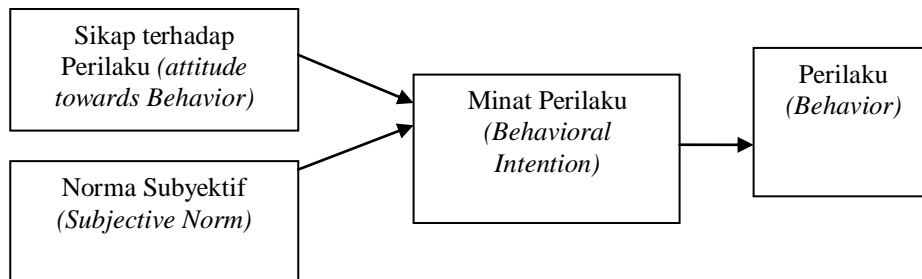 Sikap terhadap
Perilaku (attitude
towards Behavior)
Norma Subyektif
(Subjective Norm)
Minat Perilaku
(Behavioral
Intention)
Perilaku
(Behavior)